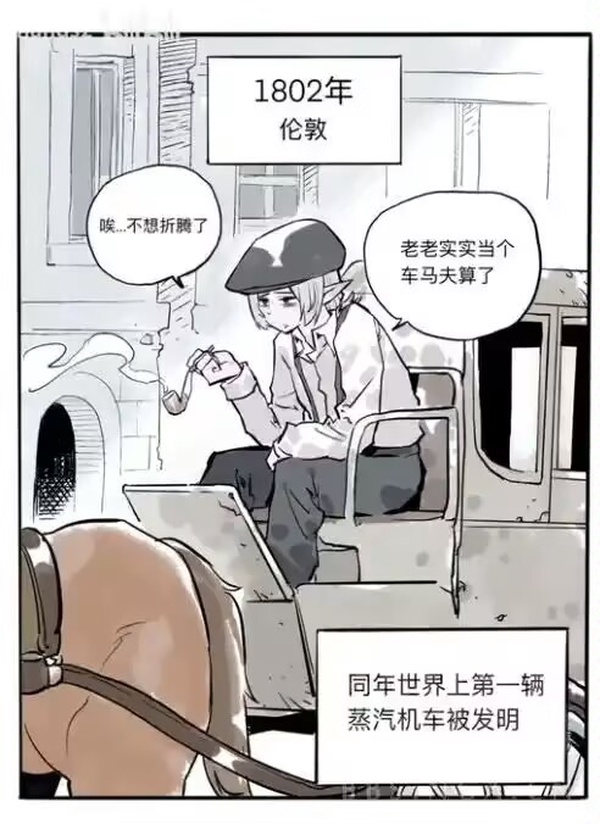 1802年
伦敦
唉...不想折腾了
老老实实当个
车马夫算了
同年世界上第一辆
蒸汽机车被发明